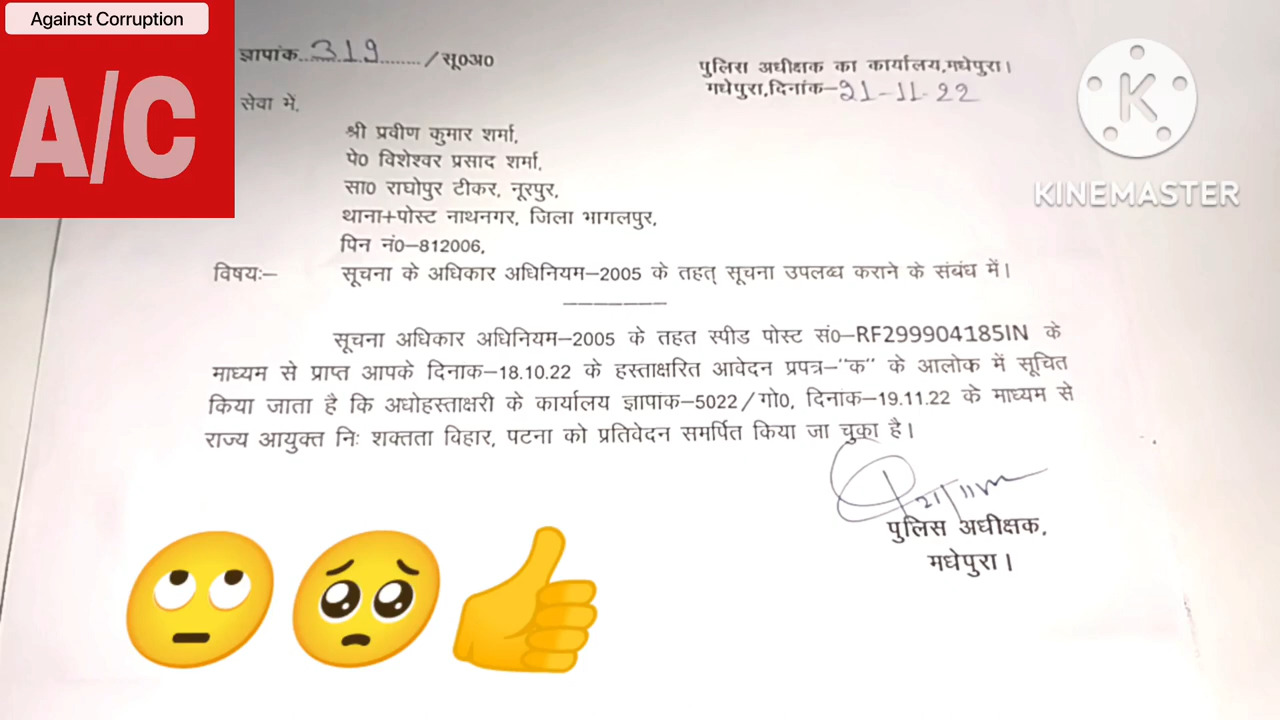 Against Corruption
A/C
ज्ञापांक 319 /सू0अ0
पुलिस अधीक्षक का कार्यालय,मधेपुरा।
मधेपुरा,दिनांक-21-11-22
सेवा में,
श्री प्रवीण कुमार शर्मा,
पे0 विशेश्वर प्रसाद शर्मा,
सा0 राघोपुर टीकर, नूरपुर,
थाना+पोस्ट नाथनगर, जिला भागलपुर,
पिन नं0-812006,
विषयः- सूचना के अधिकार अधिनियम-2005 के तहत् सूचना उपलब्ध कराने के संबंध में।
सूचना अधिकार अधिनियम-2005 के तहत स्पीड पोस्ट सं0-RF299904185IN के
माध्यम से प्राप्त आपके दिनांक-18.10.22 के हस्ताक्षरित आवेदन प्रपत्र-"क" के आलोक में सूचित
किया जाता है कि अधोहस्ताक्षरी के कार्यालय ज्ञापांक-5022/गो0, दिनांक-19.11.22 के माध्यम से
राज्य आयुक्त निः शक्तता बिहार, पटना को प्रतिवेदन समर्पित किया जा चुका है।
पुलिस अधीक्षक,
मधेपुरा।
K
KINEMASTER